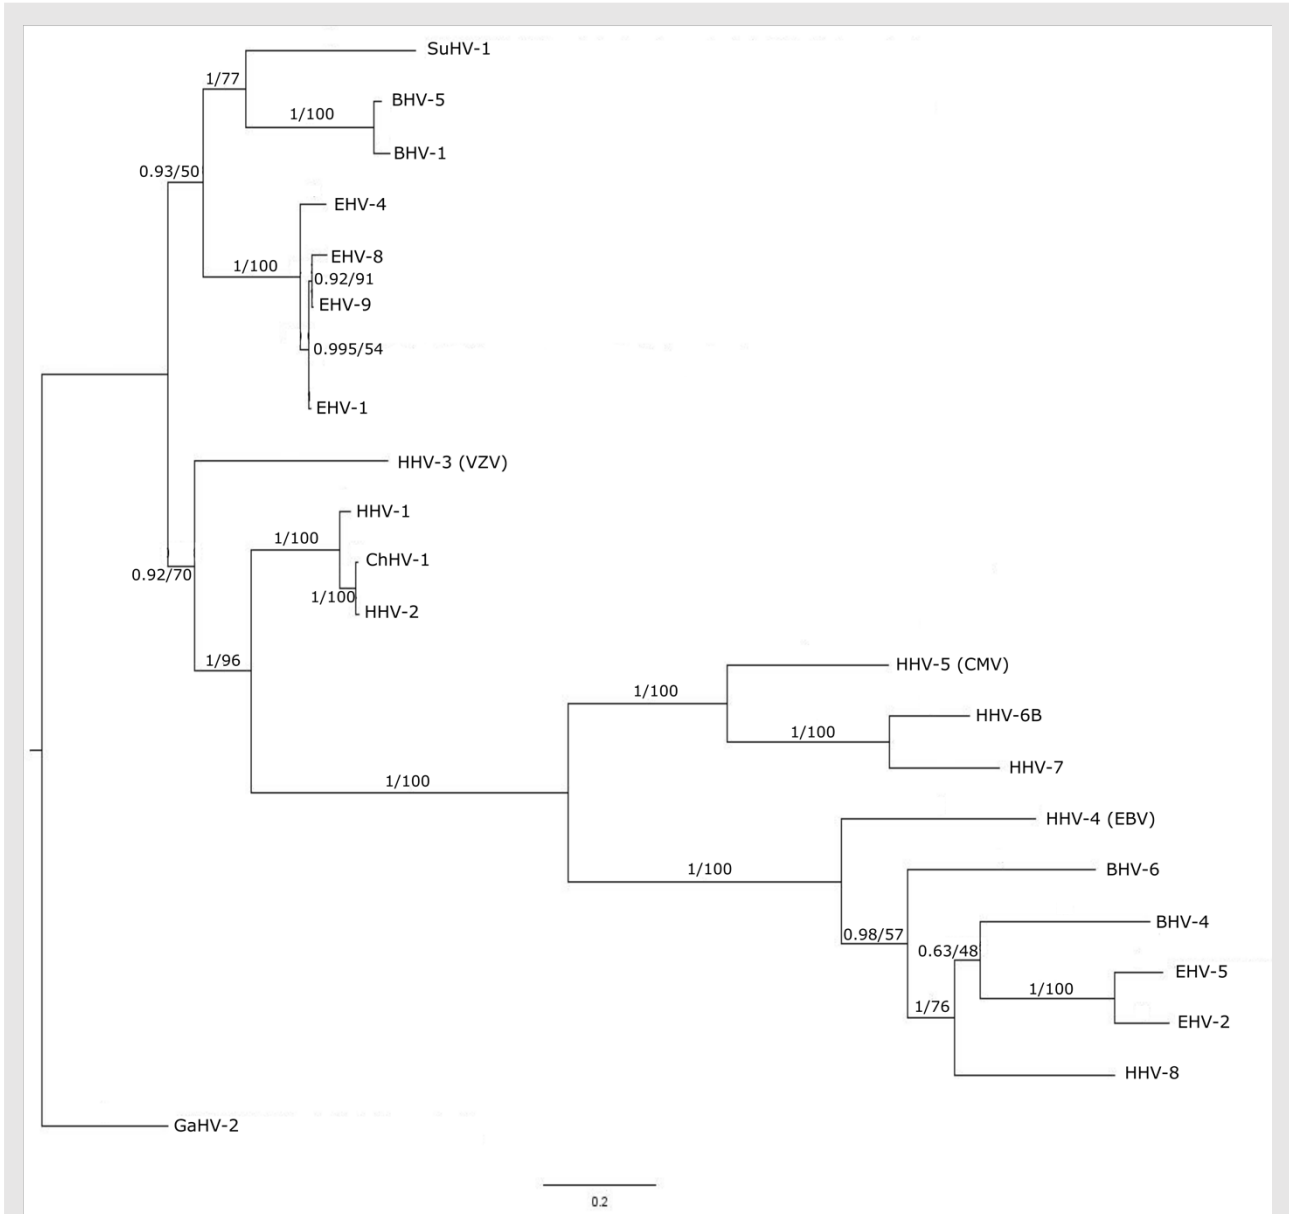 SuHV-1
1/77
BHV-5
1/100
BHV-1
0.93/50
EHV-4
EHV-8
1/100
0.92/91
EHV-9
0.995/54
EHV-1
HHV-3 (VZV)
HHV-1
1/100
ChHV-1
0.92/70
1/100
HHV-2
1/96
HHV-5 (CMV)
1/100
HHV-6B
1/100
HHV-7
1/100
HHV-4 (EBV)
1/100
BHV-6
BHV-4
0.98/57
0.63/48
EHV-5
1/100
1/76
EHV-2
HHV-8
GaHV-2
0.2